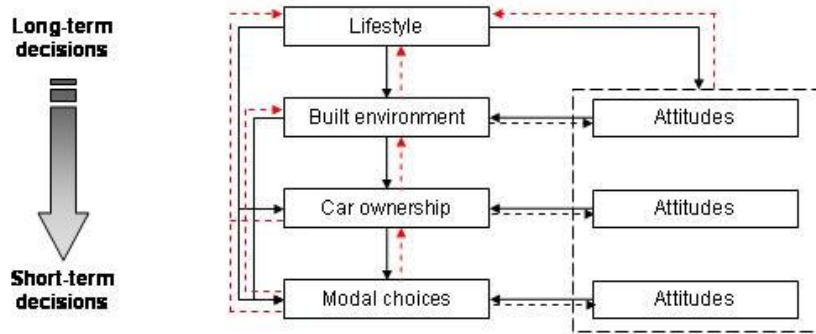 Long-term
decisions
Lifestyle
Built environment
Attitudes
Car ownership
Attitudes
Short-term
decisions
Modal choices
Attitudes